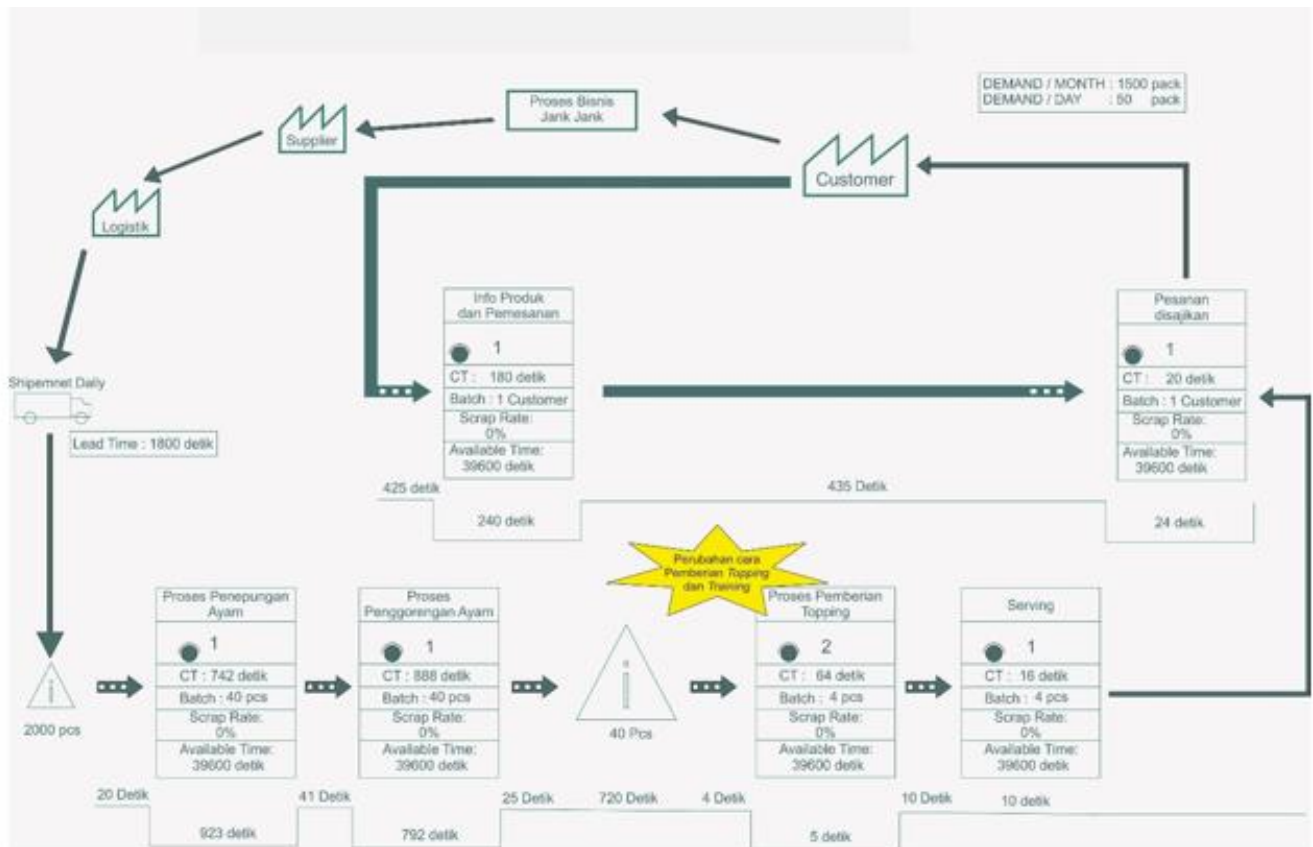 DEMAND / MONTH : 1500 pack
DEMAND / DAY : 50 pack
Proses Bisnis
Jank Jank
Supplier
Customer
Logistik
Info Produk
dan Pemesanan
1
CT : 180 detik
Batch : 1 Customer
Scrap Rate:
0%
Available Time:
39600 detik
Pesanan
disajikan
1
CT : 20 detik
Batch : 1 Customer
Scrap Rate:
0%
Available Time:
39600 detik
Shipemnet Daily
Lead Time : 1800 detik
425 detik
435 Detik
240 detik
24 detik
Perubahan cara
Pemberian Topping
dan Training
2000 pcs
Proses Penepungan
Ayam
1
CT : 742 detik
Batch : 40 pcs
Scrap Rate:
0%
Available Time:
39600 detik
Proses
Penggorengan Ayam
1
CT : 888 detik
Batch : 40 pcs
Scrap Rate:
0%
Available Time:
39600 detik
i
40 Pcs
Proses Pemberian
Topping
2
CT : 64 detik
Batch : 4 pcs
Scrap Rate:
0%
Available Time:
39600 detik
Serving
1
CT : 16 detik
Batch : 4 pcs
Scrap Rate:
0%
Available Time:
39600 detik
20 Detik
41 Detik
25 Detik
720 Detik
4 Detik
10 Detik
10 detik
923 detik
792 detik
5 detik